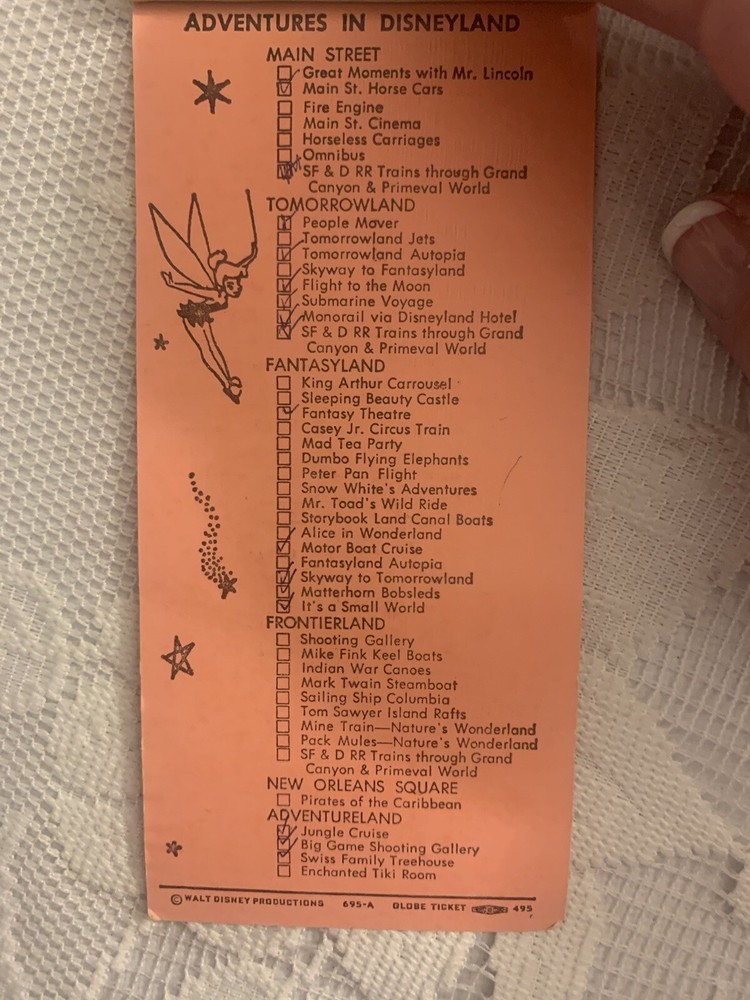 ADVENTURES IN DISNEYLAND
MAIN STREET
Great Moments with Mr. Lincoln
Main St. Horse Cars
Fire Engine
Main St. Cinema
Horseless Carriages
Omnibus
SF & D RR Trains through Grand
Canyon & Primeval World
TOMORROWLAND
People Mover
Tomorrowland Jets
Tomorrowland Autopia
Skyway to Fantasyland
Flight to the Moon
Submarine Voyage
Monorail via Disneyland Hotel
SF & D RR Trains through Grand
Canyon & Primeval World
FANTASYLAND
King Arthur Carrousel
Sleeping Beauty Castle
Fantasy Theatre
Casey Jr. Circus Train
Mad Tea Party
Dumbo Flying Elephants
Peter Pan Flight
Snow White's Adventures
Mr. Toad's Wild Ride
Storybook Land Canal Boats
Alice in Wonderland
Motor Boat Cruise
Fantasyland Autopia
Skyway to Tomorrowland
Matterhorn Bobsleds
It's a Small World
FRONTIERLAND
Shooting Gallery
Mike Fink Keel Boats
Indian War Canoes
Mark Twain Steamboat
Sailing Ship Columbia
Tom Sawyer Island Rafts
Mine Train—Nature's Wonderland
Pack Mules—Nature's Wonderland
SF & D RR Trains through Grand
Canyon & Primeval World
NEW ORLEANS SQUARE
Pirates of the Caribbean
ADVENTURELAND
Jungle Cruise
Big Game Shooting Gallery
Swiss Family Treehouse
Enchanted Tiki Room
© WALT DISNEY PRODUCTIONS 695-A GLOBE TICKET 495